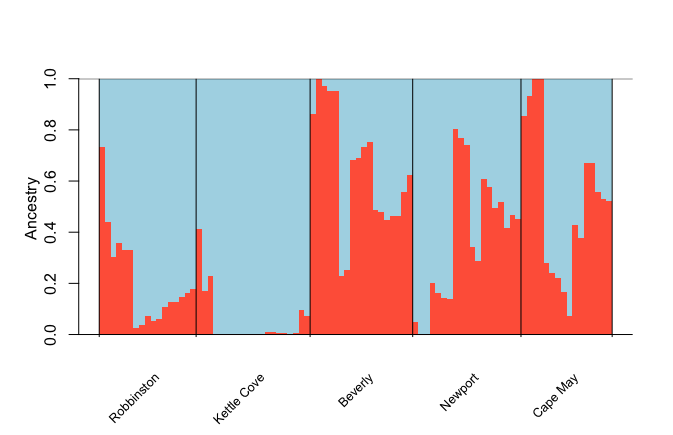 1.0
0.8
0.6
0.4
0.2
0.0
Ancestry
Robbinston
Kettle Cove
Beverly
Newport
Cape May